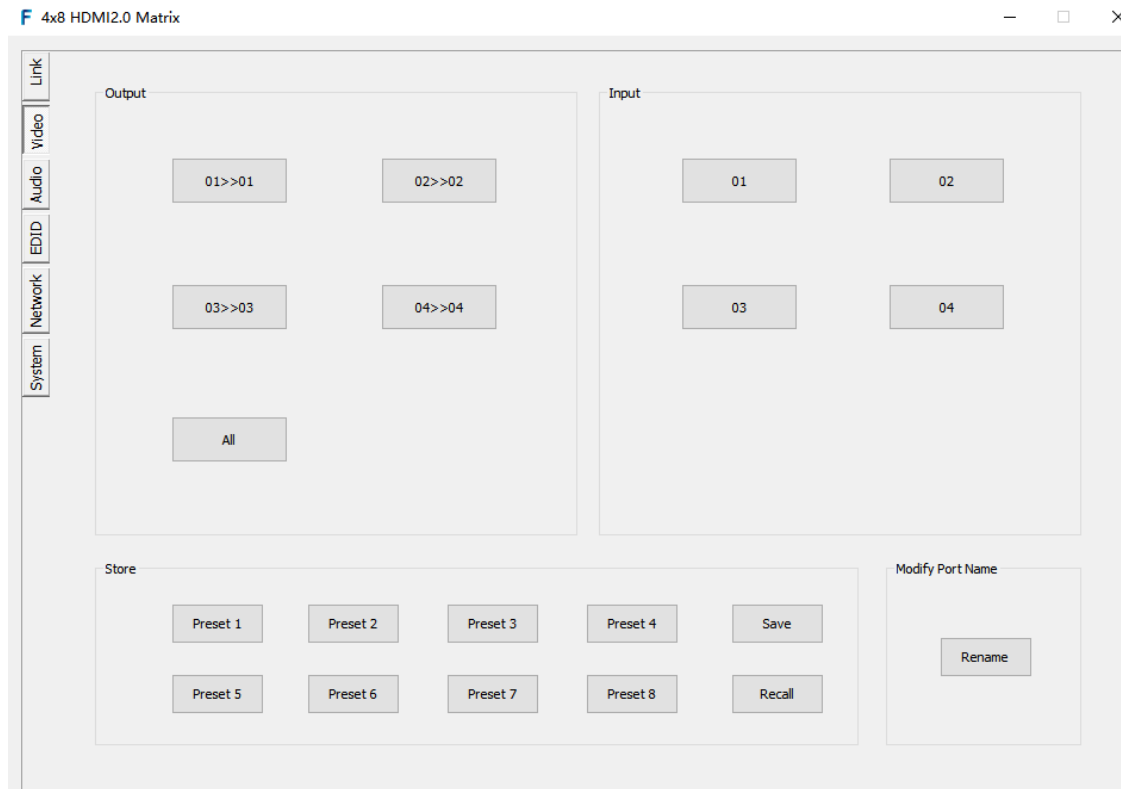 4x8 HDMI2.0 Matrix
Link
Video
Audio
EDID
Network
System
Output
01>>01 02>>02
03>>03 04>>04
All
Input
01 02
03 04
Store
Preset 1 Preset 2 Preset 3 Preset 4 Save
Preset 5 Preset 6 Preset 7 Preset 8 Recall
Modify Port Name
Rename